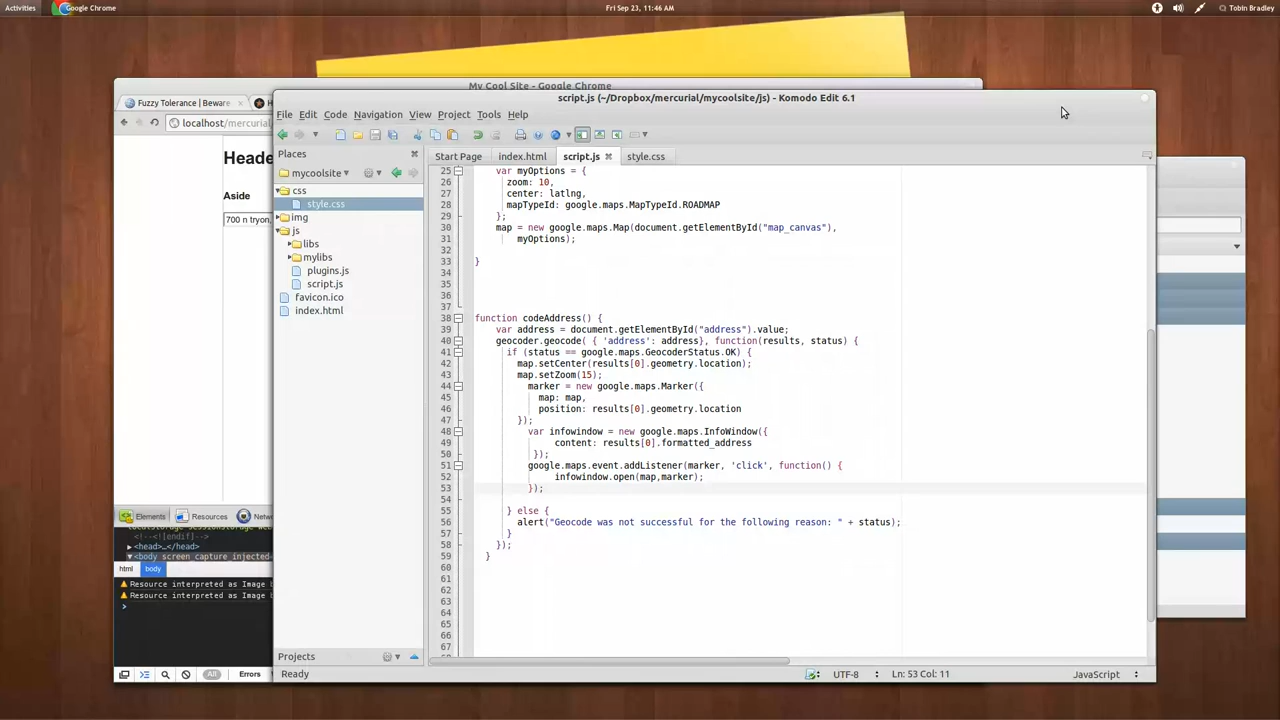 Activities
Google Chrome
Fri Sep 23, 11:46 AM
Tobin Bradley
My Cool Site - Google Chrome
Fuzzy Tolerance | Beware
localhost/mercurial
Heade
Aside
700 n tryon,
Elements
Resources
Netw
<!--<![endif]-->
<head>…</head>
<body screen_capture_injected=
html
body
Resource interpreted as Image b
Resource interpreted as Image b
>
All
Errors
script.js (~/Dropbox/mercurial/mycoolsite/js) - Komodo Edit 6.1
File Edit Code Navigation View Project Tools Help
Places
mycoolsite
css
style.css
img
js
libs
mylibs
plugins.js
script.js
favicon.ico
index.html
Projects
Start Page
index.html
script.js
style.css
25 var myOptions = {
26 zoom: 10,
27 center: latlng,
28 mapTypeId: google.maps.MapTypeId.ROADMAP
29 };
30 map = new google.maps.Map(document.getElementById("map_canvas"),
31 myOptions);
32
33 }
34
35
36
37
38 function codeAddress() {
39 var address = document.getElementById("address").value;
40 geocoder.geocode( { 'address': address}, function(results, status) {
41 if (status == google.maps.GeocoderStatus.OK) {
42 map.setCenter(results[0].geometry.location);
43 map.setZoom(15);
44 marker = new google.maps.Marker({
45 map: map,
46 position: results[0].geometry.location
47 });
48 var infowindow = new google.maps.InfoWindow({
49 content: results[0].formatted_address
50 });
51 google.maps.event.addListener(marker, 'click', function() {
52 infowindow.open(map,marker);
53 });
54
55 } else {
56 alert("Geocode was not successful for the following reason: " + status);
57 }
58 });
59 }
60
61
62
63
64
65
66
67
Ready
UTF-8
Ln: 53 Col: 11
JavaScript